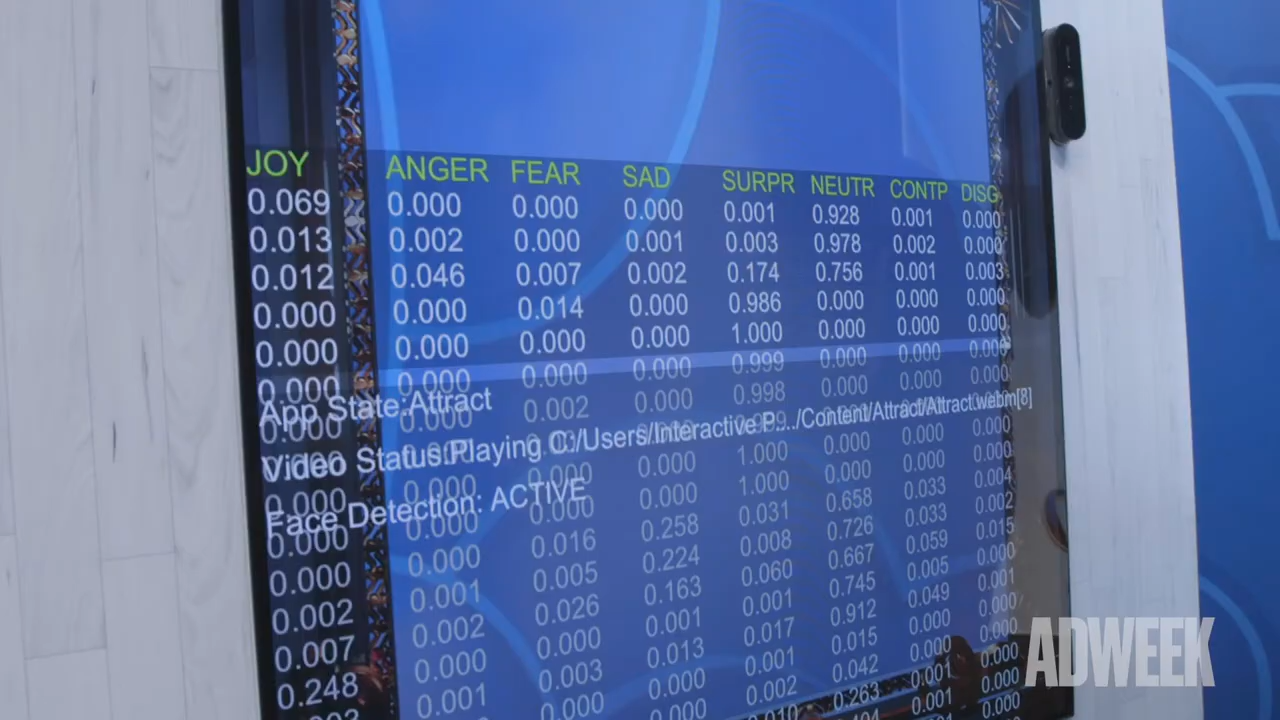 JOY ANGER FEAR SAD SURPR NEUTR CONTP DISG
0.069 0.000 0.000 0.000 0.001 0.928 0.001 0.000
0.013 0.002 0.000 0.001 0.003 0.978 0.002 0.000
0.012 0.046 0.007 0.002 0.174 0.756 0.001 0.003
0.000 0.000 0.014 0.000 0.986 0.000 0.000 0.000
0.000 0.000 0.000 0.000 1.000 0.000 0.000 0.000
0.000 0.000 0.000 0.000 0.999 0.000 0.000 0.000
App State:Attract
0.000 0.000 0.002 0.000 0.998 0.000 0.000
Video Status:Playing C:/Users/Interactive P.../Content/Attract/Attract.webm[8]
0.000 1.000 0.000 0.000
Face Detection: ACTIVE
0.000 0.000 0.000 0.000 1.000 0.000 0.033 0.004
0.000 0.000 0.000 0.258 0.031 0.658 0.033 0.002
0.000 0.000 0.016 0.224 0.008 0.726 0.059 0.015
0.002 0.001 0.005 0.163 0.060 0.667 0.005 0.000
0.007 0.002 0.026 0.001 0.001 0.745 0.049 0.001
0.248 0.000 0.000 0.013 0.017 0.912 0.000 0.000
0.001 0.003 0.000 0.001 0.015 0.000 0.000
0.002 0.042 0.000 0.000
0.263
ADWEEK